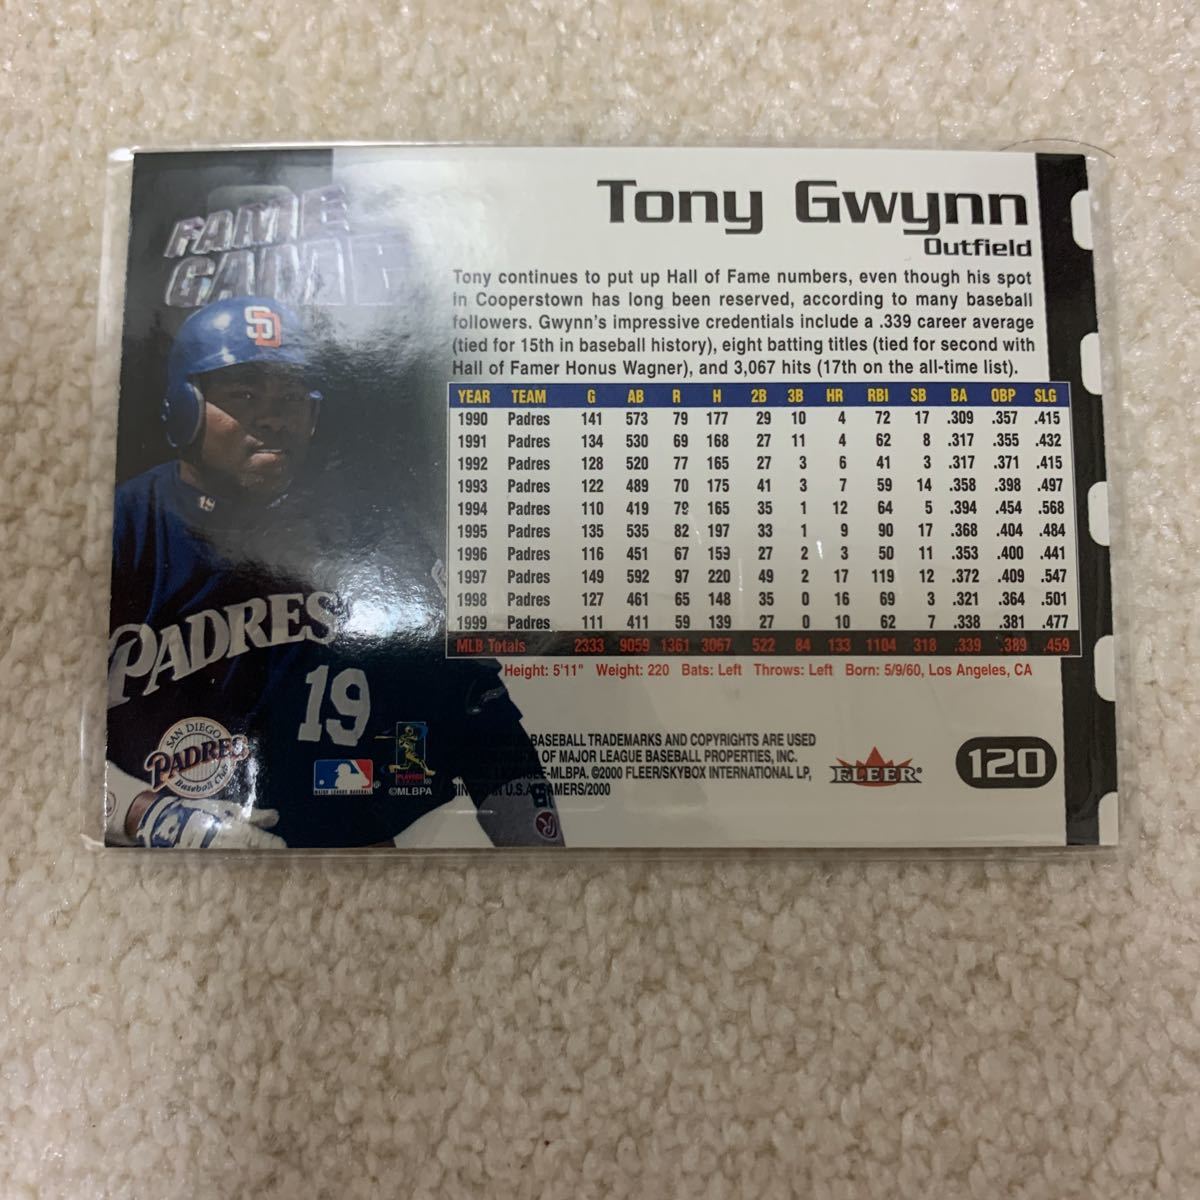 FAME
GAME
Tony Gwynn
Outfield
Tony continues to put up Hall of Fame numbers, even though his spot
in Cooperstown has long been reserved, according to many baseball
followers. Gwynn's impressive credentials include a .339 career average
(tied for 15th in baseball history), eight batting titles (tied for second with
Hall of Famer Honus Wagner), and 3,067 hits (17th on the all-time list).
YEAR TEAM G AB R H 2B 3B HR RBI SB BA OBP SLG
1990 Padres 141 573 79 177 29 10 4 72 17 .309 .357 .415
1991 Padres 134 530 69 168 27 11 4 62 8 .317 .355 .432
1992 Padres 128 520 77 165 27 3 6 41 3 .317 .371 .415
1993 Padres 122 489 70 175 41 3 7 59 14 .358 .398 .497
1994 Padres 110 419 79 165 35 1 12 64 5 .394 .454 .568
1995 Padres 135 535 82 197 33 1 9 90 17 .368 .404 .484
1996 Padres 116 451 67 159 27 2 3 50 11 .353 .400 .441
1997 Padres 149 592 97 220 49 2 17 119 12 .372 .409 .547
1998 Padres 127 461 65 148 35 0 16 69 3 .321 .364 .501
1999 Padres 111 411 59 139 27 0 10 62 7 .338 .381 .477
MLB Totals 2333 9059 1361 3067 522 84 133 1104 318 .339 .389 .459
Height: 5'11" Weight: 220 Bats: Left Throws: Left Born: 5/9/60, Los Angeles, CA
SD
19
PADRES
19
SAN DIEGO
PADRES
Baseball Club
MAJOR LEAGUE BASEBALL
©MLBPA
BASEBALL TRADEMARKS AND COPYRIGHTS ARE USED
OF MAJOR LEAGUE BASEBALL PROPERTIES, INC.
-MLBPA. ©2000 FLEER/SKYBOX INTERNATIONAL LP,
IN U.S.A. AMERS/2000
FLEER
120